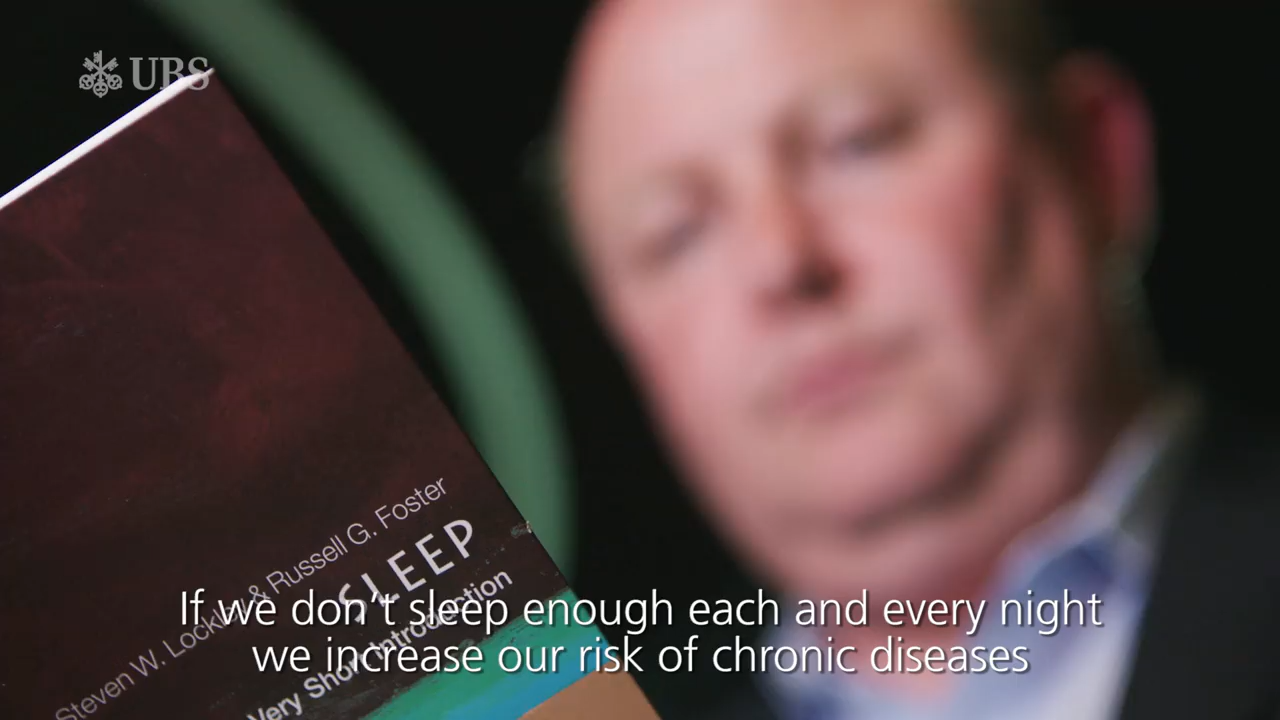 UBS
Steven W. Lockley & Russell G. Foster
SLEEP
Very Short Introduction
If we don't sleep enough each and every night
we increase our risk of chronic diseases